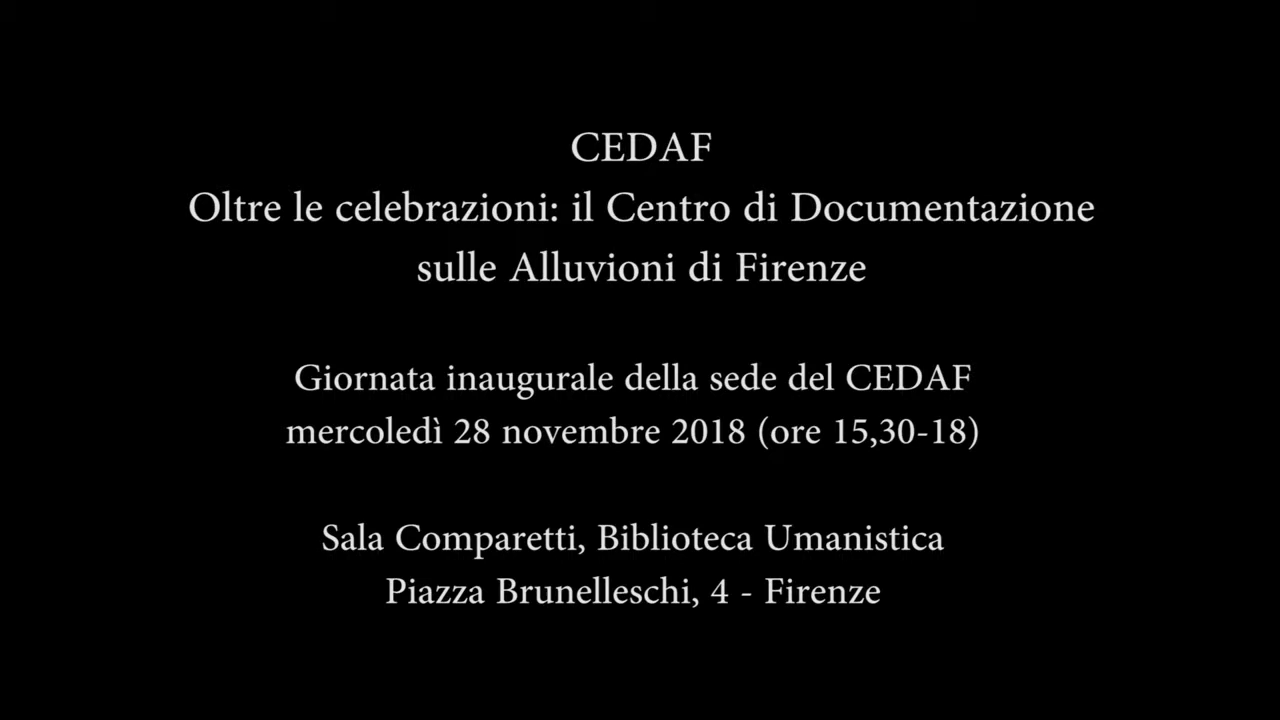 CEDAF
Oltre le celebrazioni: il Centro di Documentazione
sulle Alluvioni di Firenze
Giornata inaugurale della sede del CEDAF
mercoledì 28 novembre 2018 (ore 15,30-18)
Sala Comparetti, Biblioteca Umanistica
Piazza Brunelleschi, 4 - Firenze